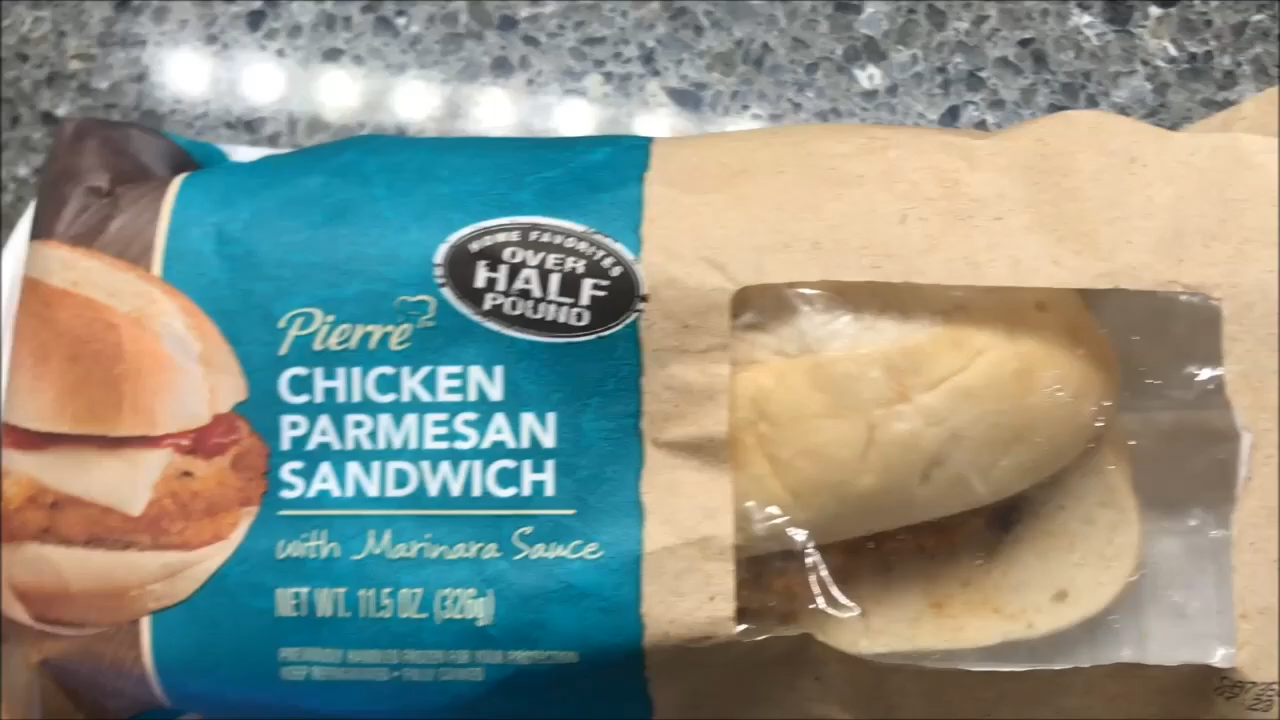 HOME FAVORITES
OVER
HALF
POUND
Pierre
CHICKEN
PARMESAN
SANDWICH
with Marinara Sauce
NET WT. 11.5 OZ. (326g)